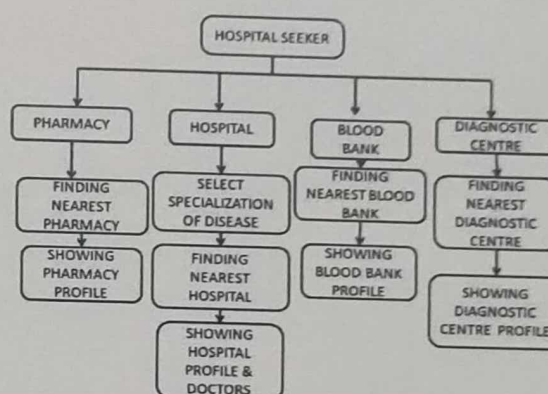 HOSPITAL SEEKER
PHARMACY
HOSPITAL
BLOOD
BANK
DIAGNOSTIC
CENTRE
FINDING
NEAREST
PHARMACY
SELECT
SPECIALIZATION
OF DISEASE
FINDING
NEAREST BLOOD
BANK
FINDING
NEAREST
DIAGNOSTIC
CENTRE
SHOWING
PHARMACY
PROFILE
FINDING
NEAREST
HOSPITAL
SHOWING
BLOOD BANK
PROFILE
SHOWING
DIAGNOSTIC
CENTRE PROFILE
SHOWING
HOSPITAL
PROFILE &
DOCTORS